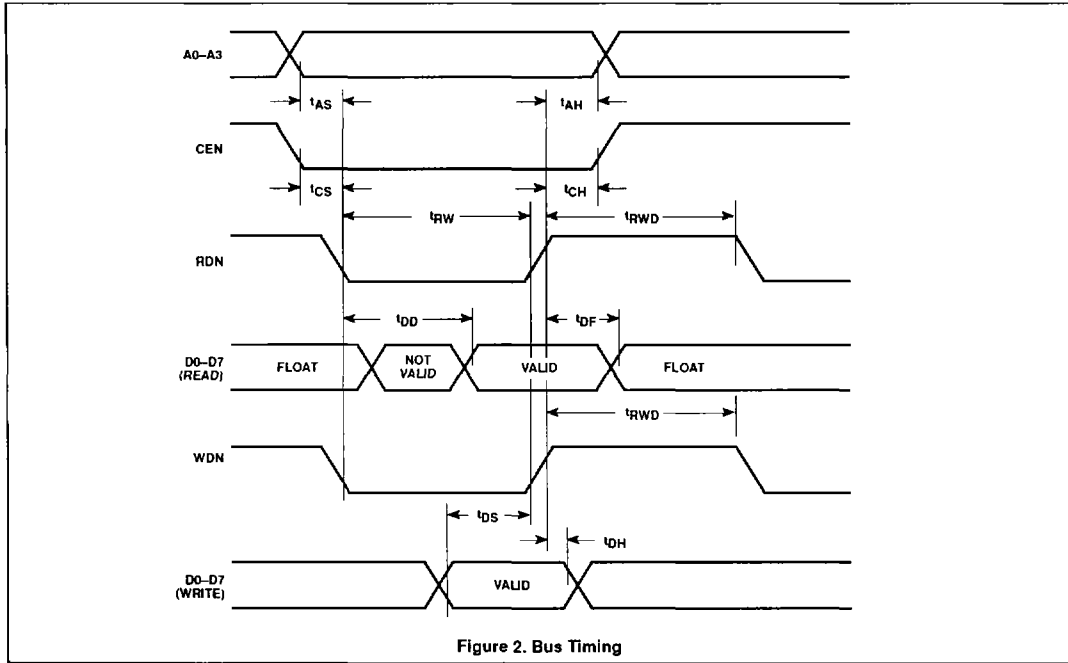 A0–A3
tAS
tAH
CEN
tCS
tCH
tRW
tRWD
RDN
tDD
tDF
D0–D7
(READ)
FLOAT
NOT
VALID
VALID
FLOAT
tRWD
WDN
tDS
tDH
D0–D7
(WRITE)
VALID
Figure 2. Bus Timing